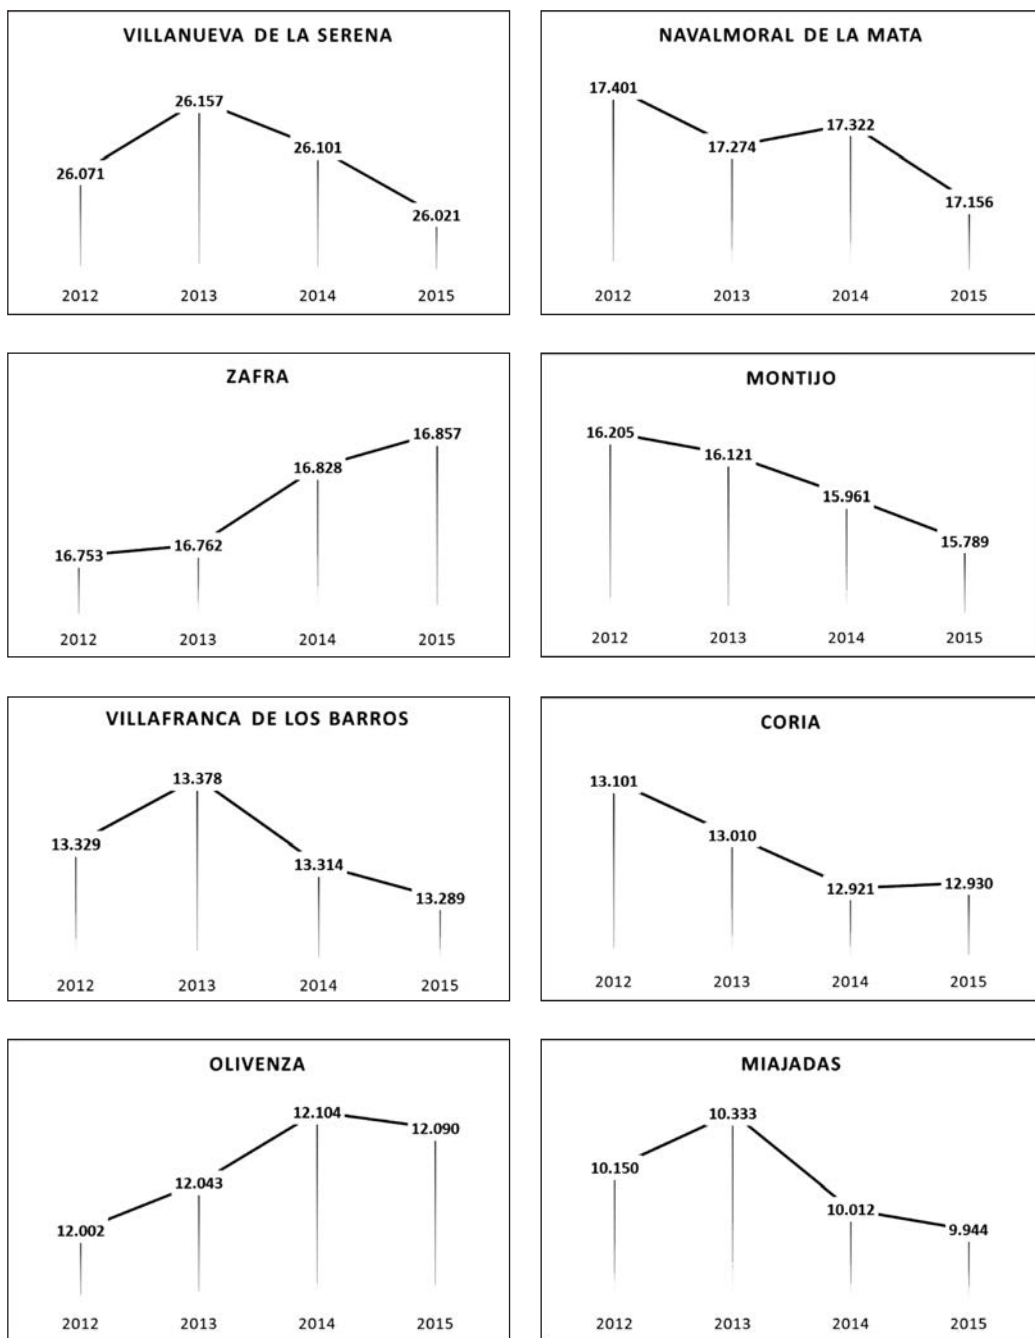 VILLANUEVA DE LA SERENA
26.157
26.101
26.071
26.021
2012 2013 2014 2015
NAVALMORAL DE LA MATA
17.401
17.322
17.274
17.156
2012 2013 2014 2015
ZAFRA
16.857
16.828
16.762
16.753
2012 2013 2014 2015
MONTIJO
16.205
16.121
15.961
15.789
2012 2013 2014 2015
VILLAFRANCA DE LOS BARROS
13.378
13.329
13.314
13.289
2012 2013 2014 2015
CORIA
13.101
13.010
12.921 12.930
2012 2013 2014 2015
OLIVENZA
12.104
12.090
12.043
12.002
2012 2013 2014 2015
MIAJADAS
10.333
10.150
10.012
9.944
2012 2013 2014 2015